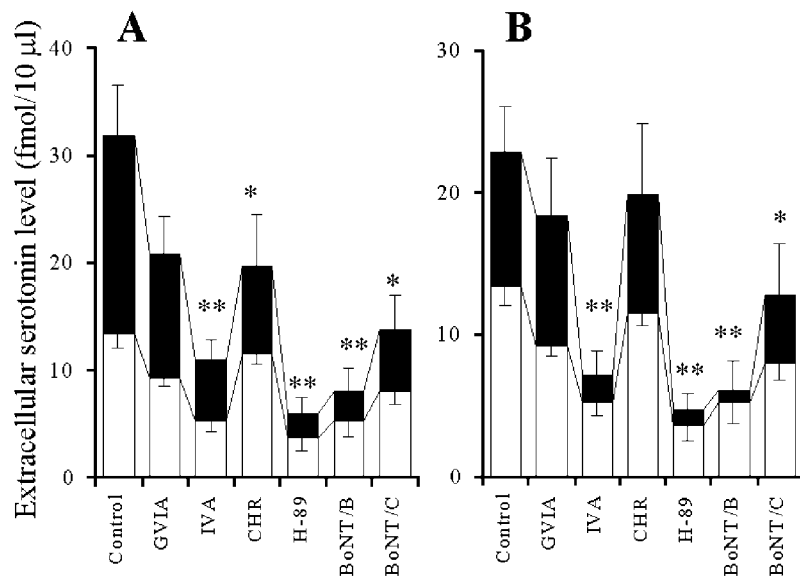 A
B
Extracellular serotonin level (fmol/10 µl)
40
30
20
10
0
30
20
10
0
*
**
**
**
*
**
**
**
*
Control
GVIA
IVA
CHR
H-89
BoNT/B
BoNT/C
Control
GVIA
IVA
CHR
H-89
BoNT/B
BoNT/C